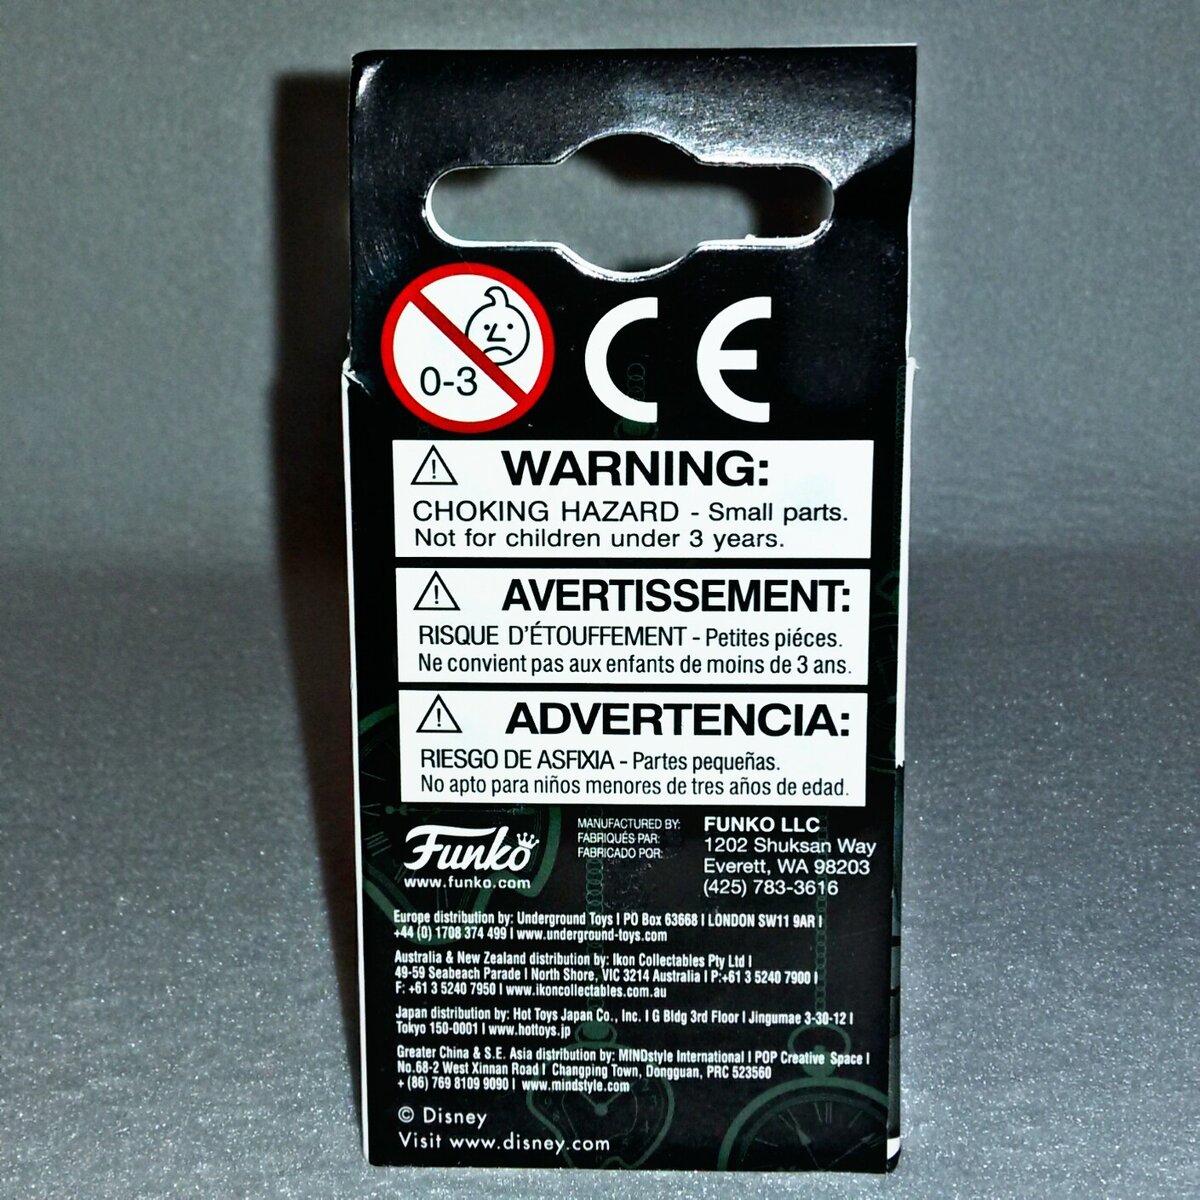 0-3
CE
WARNING:
CHOKING HAZARD - Small parts.
Not for children under 3 years.
AVERTISSEMENT:
RISQUE D'ÉTOUFFEMENT - Petites piéces.
Ne convient pas aux enfants de moins de 3 ans.
ADVERTENCIA:
RIESGO DE ASFIXIA - Partes pequeñas.
No apto para niños menores de tres años de edad.
Funko
www.funko.com
MANUFACTURED BY:
FABRIQUÉS PAR:
FABRICADO POR:
FUNKO LLC
1202 Shuksan Way
Everett, WA 98203
(425) 783-3616
Europe distribution by: Underground Toys | PO Box 63668 | LONDON SW11 9AR |
+44 (0) 1708 374 499 | www.underground-toys.com
Australia & New Zealand distribution by: Ikon Collectables Pty Ltd |
49-59 Seabeach Parade | North Shore, VIC 3214 Australia | P:+61 3 5240 7900 |
F: +61 3 5240 7950 | www.ikoncollectables.com.au
Japan distribution by: Hot Toys Japan Co., Inc. | G Bldg 3rd Floor | Jingumae 3-30-12 |
Tokyo 150-0001 | www.hottoys.jp
Greater China & S.E. Asia distribution by: MINDstyle International | POP Creative Space |
No.68-2 West Xinnan Road | Changping Town, Dongguan, PRC 523560
+ (86) 769 8109 9090 | www.mindstyle.com
© Disney
Visit www.disney.com